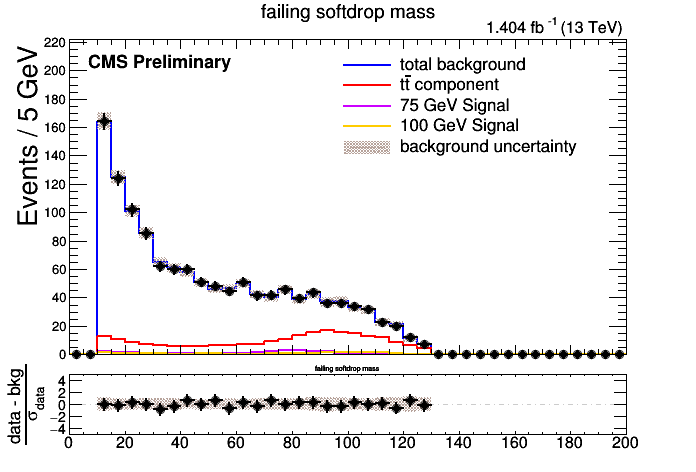 failing softdrop mass
1.404 fb -1 (13 TeV)
CMS Preliminary
total background
tt̅ component
75 GeV Signal
100 GeV Signal
background uncertainty
Events / 5 GeV
220
200
180
160
140
120
100
80
60
40
20
0
failing softdrop mass
data - bkg
σ data
4
2
0
−2
−4
0 20 40 60 80 100 120 140 160 180 200